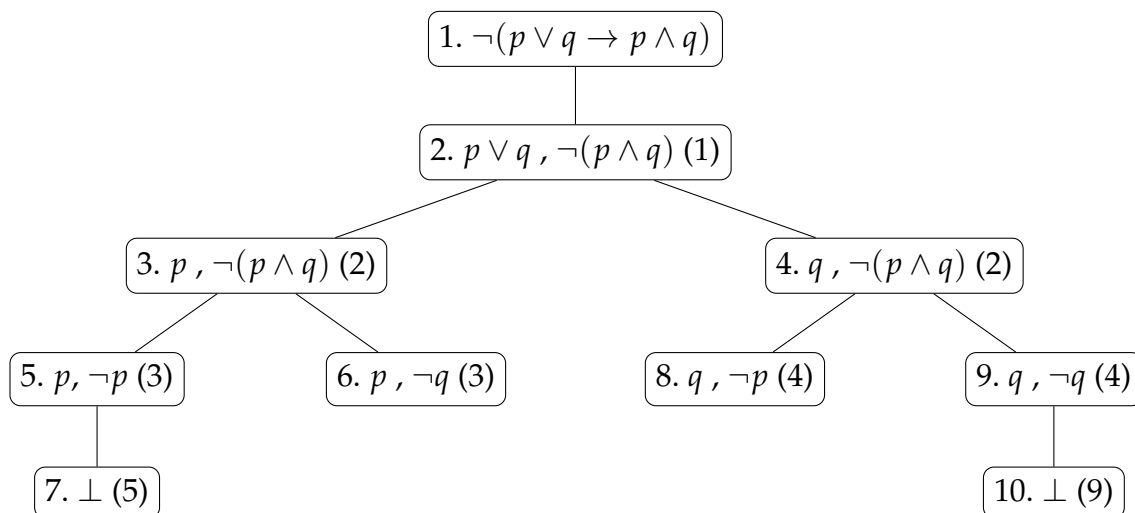 1. ¬(p ∨ q → p ∧ q)
2. p ∨ q , ¬(p ∧ q) (1)
3. p , ¬(p ∧ q) (2)
4. q , ¬(p ∧ q) (2)
5. p, ¬p (3)
6. p , ¬q (3)
8. q , ¬p (4)
9. q , ¬q (4)
7. ⊥ (5)
10. ⊥ (9)